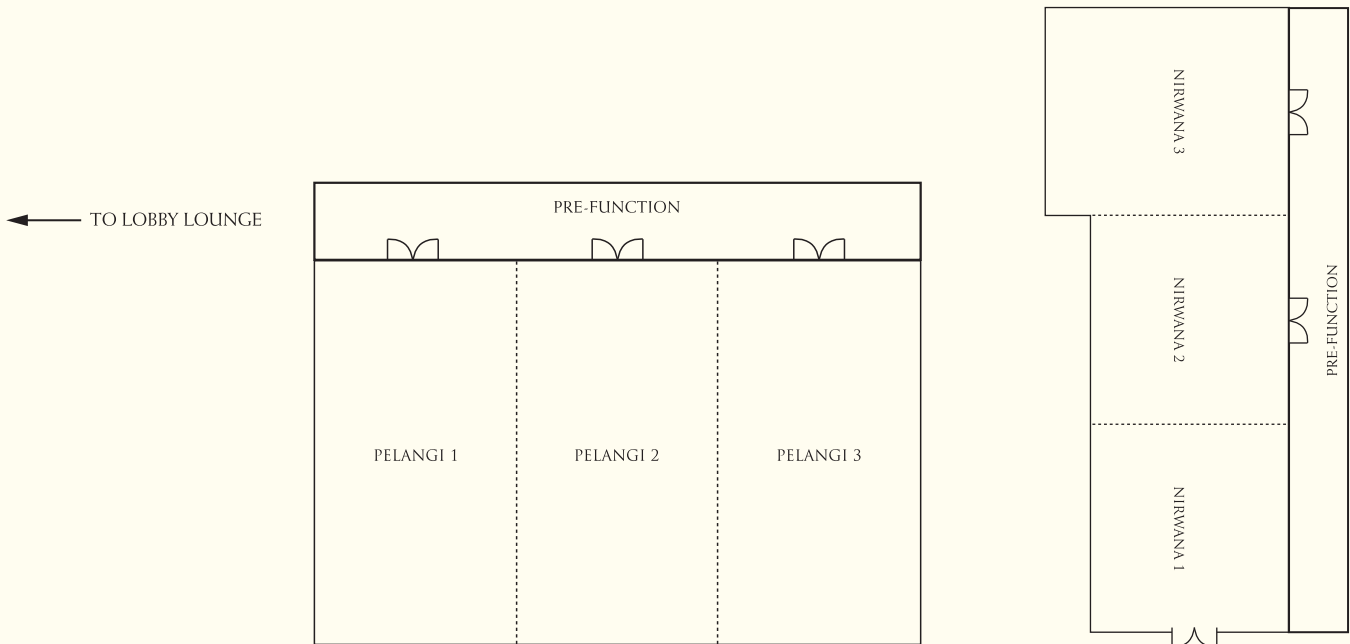 TO LOBBY LOUNGE
PRE-FUNCTION
PELANGI 1
PELANGI 2
PELANGI 3
NIRWANA 3
NIRWANA 2
NIRWANA 1
PRE-FUNCTION